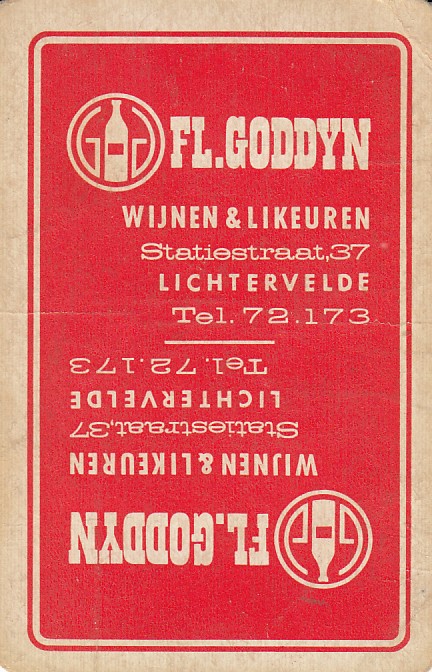 FL.GODDYN
WIJNEN & LIKEUREN
Statiestraat,37
LICHTERVELDE
Tel. 72.173
Tel. 72.173
LICHTERVELDE
Statiestraat,37
WIJNEN & LIKEUREN
FL.GODDYN